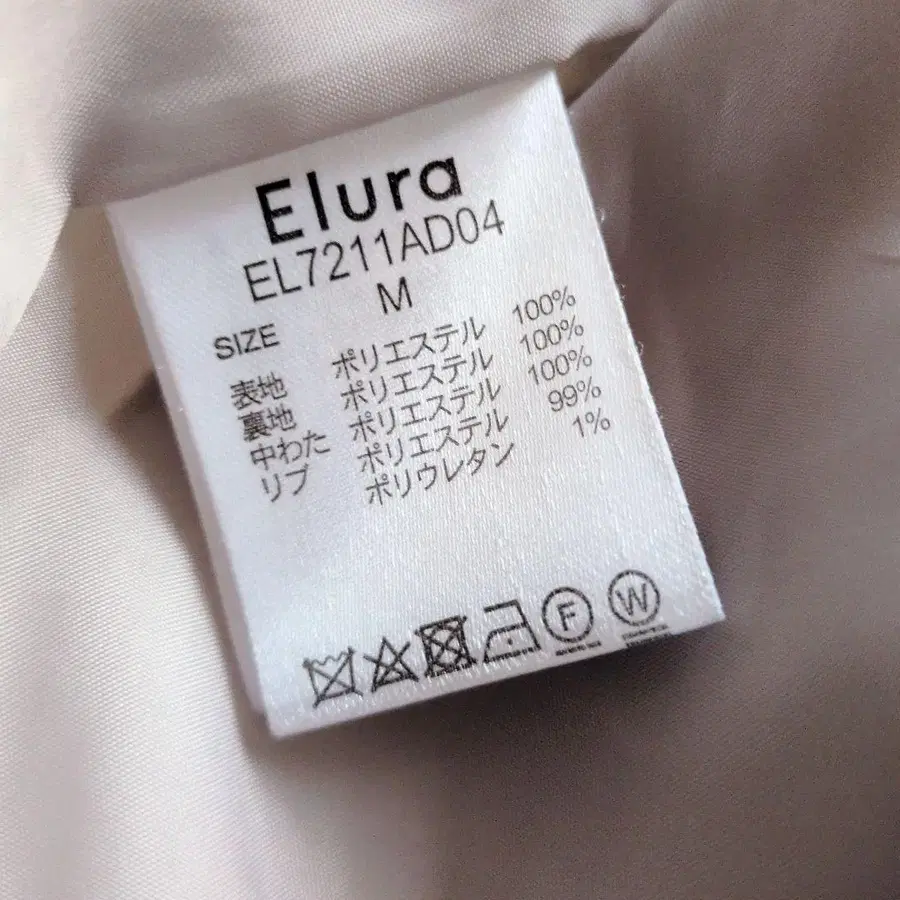 Elura
EL7211AD04
SIZE M
表地 ポリエステル 100%
裏地 ポリエステル 100%
中わた ポリエステル 100%
リブ ポリエステル 99%
ポリウレタン 1%
F W